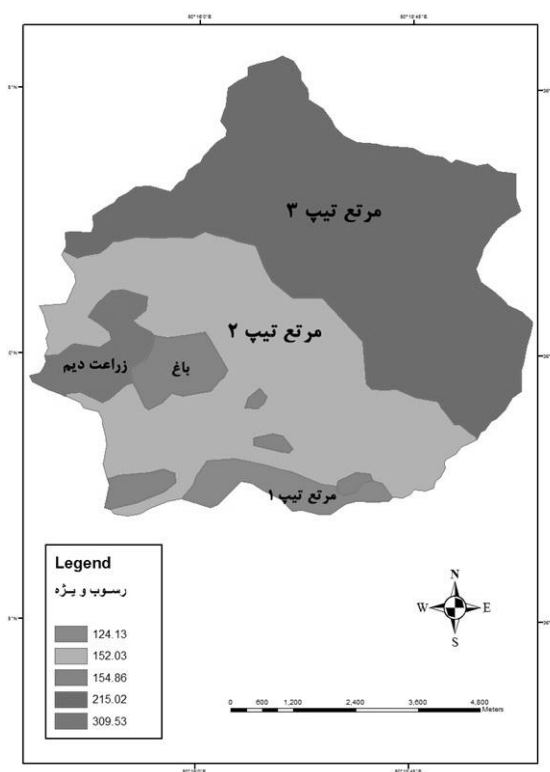 مرتع تیپ ۳
مرتع تیپ ۲
زراعت دیم
باغ
مرتع تیپ ۱
Legend
رسوب ویژه
124.13
152.03
154.86
215.02
309.53
N
W
E
S
0 600 1,200 2,400 3,600 4,800
Meters